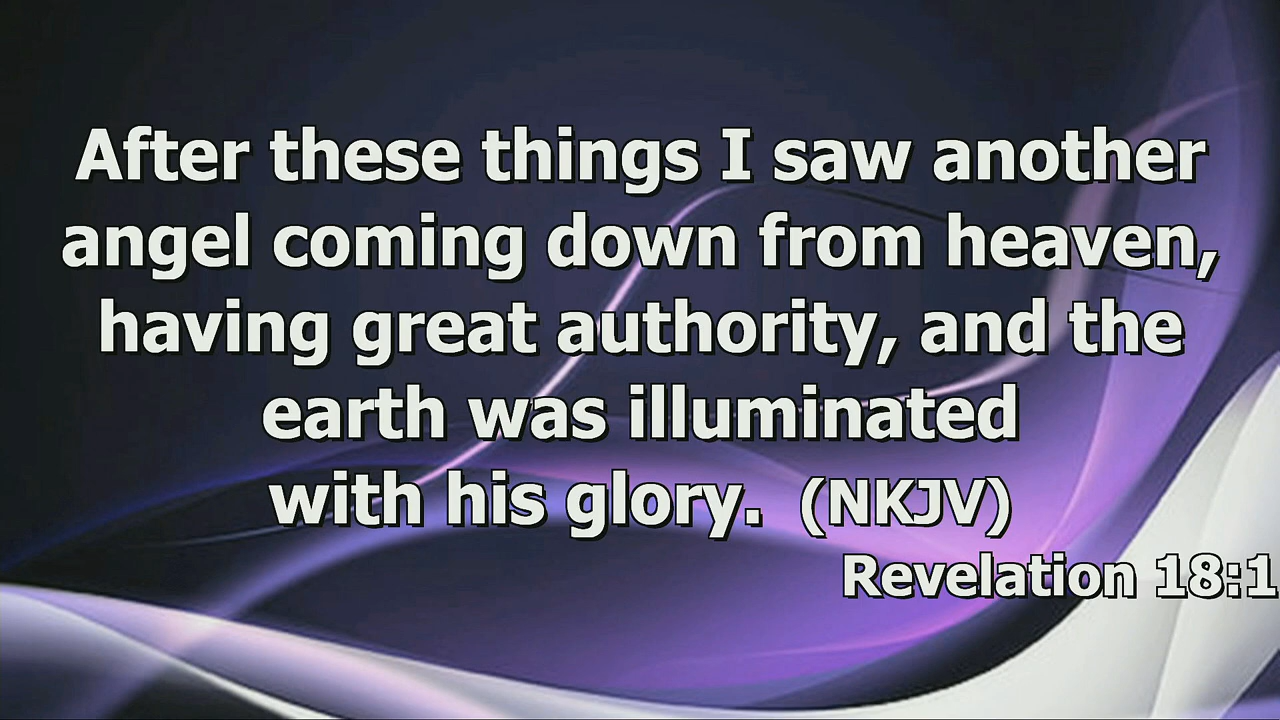 After these things I saw another
angel coming down from heaven,
having great authority, and the
earth was illuminated
with his glory. (NKJV)
Revelation 18:1